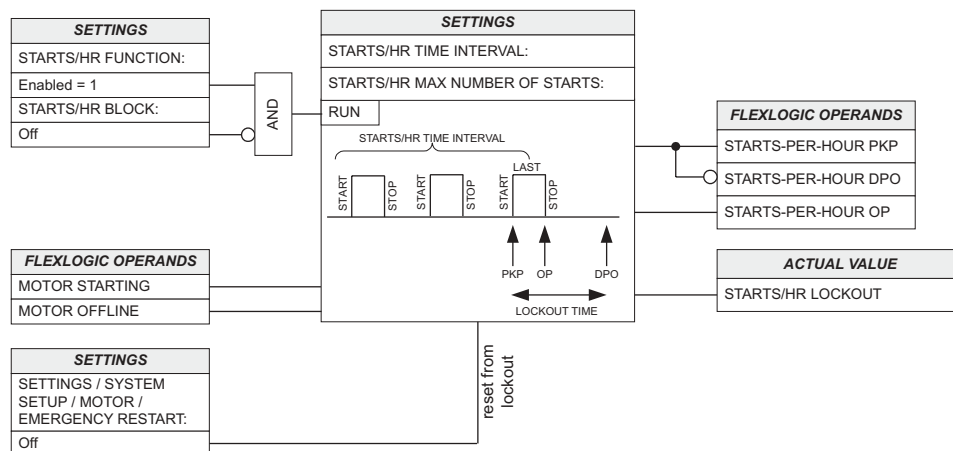 SETTINGS
STARTS/HR FUNCTION:
Enabled = 1
STARTS/HR BLOCK:
Off
AND
SETTINGS
STARTS/HR TIME INTERVAL:
STARTS/HR MAX NUMBER OF STARTS:
RUN
STARTS/HR TIME INTERVAL
LAST
START
STOP
START
STOP
START
STOP
PKP
OP
DPO
LOCKOUT TIME
FLEXLOGIC OPERANDS
STARTS-PER-HOUR PKP
STARTS-PER-HOUR DPO
STARTS-PER-HOUR OP
FLEXLOGIC OPERANDS
MOTOR STARTING
MOTOR OFFLINE
ACTUAL VALUE
STARTS/HR LOCKOUT
SETTINGS
SETTINGS / SYSTEM
SETUP / MOTOR /
EMERGENCY RESTART:
Off
reset from
lockout